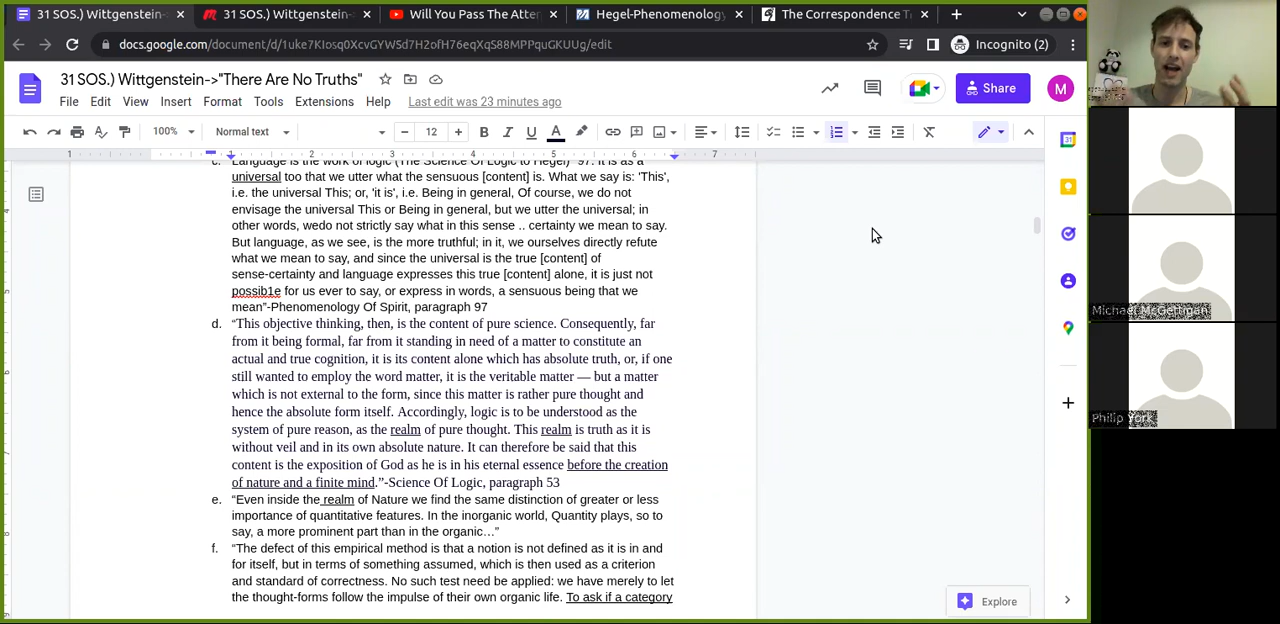 31 SOS.) Wittgenstein-
31 SOS.) Wittgenstein-
Will You Pass The Atte
Hegel-Phenomenology
The Correspondence T
docs.google.com/document/d/1uke7KIosq0XcvGYWSd7H2ofH76eqXqS88MPPquGKUUg/edit
Incognito (2)
31 SOS.) Wittgenstein->"There Are No Truths"
File Edit View Insert Format Tools Extensions Help Last edit was 23 minutes ago
Share
M
100% Normal text 12 B I U A
1 1 2 3 4 5 6 7
c. Language is the work of logic (The Science Of Logic to Hegel) "97. It is as a
universal too that we utter what the sensuous [content] is. What we say is: 'This',
i.e. the universal This; or, 'it is', i.e. Being in general, Of course, we do not
envisage the universal This or Being in general, but we utter the universal; in
other words, wedo not strictly say what in this sense .. certainty we mean to say.
But language, as we see, is the more truthful; in it, we ourselves directly refute
what we mean to say, and since the universal is the true [content] of
sense-certainty and language expresses this true [content] alone, it is just not
possib1e for us ever to say, or express in words, a sensuous being that we
mean"-Phenomenology Of Spirit, paragraph 97
d. “This objective thinking, then, is the content of pure science. Consequently, far
from it being formal, far from it standing in need of a matter to constitute an
actual and true cognition, it is its content alone which has absolute truth, or, if one
still wanted to employ the word matter, it is the veritable matter — but a matter
which is not external to the form, since this matter is rather pure thought and
hence the absolute form itself. Accordingly, logic is to be understood as the
system of pure reason, as the realm of pure thought. This realm is truth as it is
without veil and in its own absolute nature. It can therefore be said that this
content is the exposition of God as he is in his eternal essence before the creation
of nature and a finite mind.”-Science Of Logic, paragraph 53
e. “Even inside the realm of Nature we find the same distinction of greater or less
importance of quantitative features. In the inorganic world, Quantity plays, so to
say, a more prominent part than in the organic…”
f. “The defect of this empirical method is that a notion is not defined as it is in and
for itself, but in terms of something assumed, which is then used as a criterion
and standard of correctness. No such test need be applied: we have merely to let
the thought-forms follow the impulse of their own organic life. To ask if a category
Explore
Michael McGettigan
Philip York